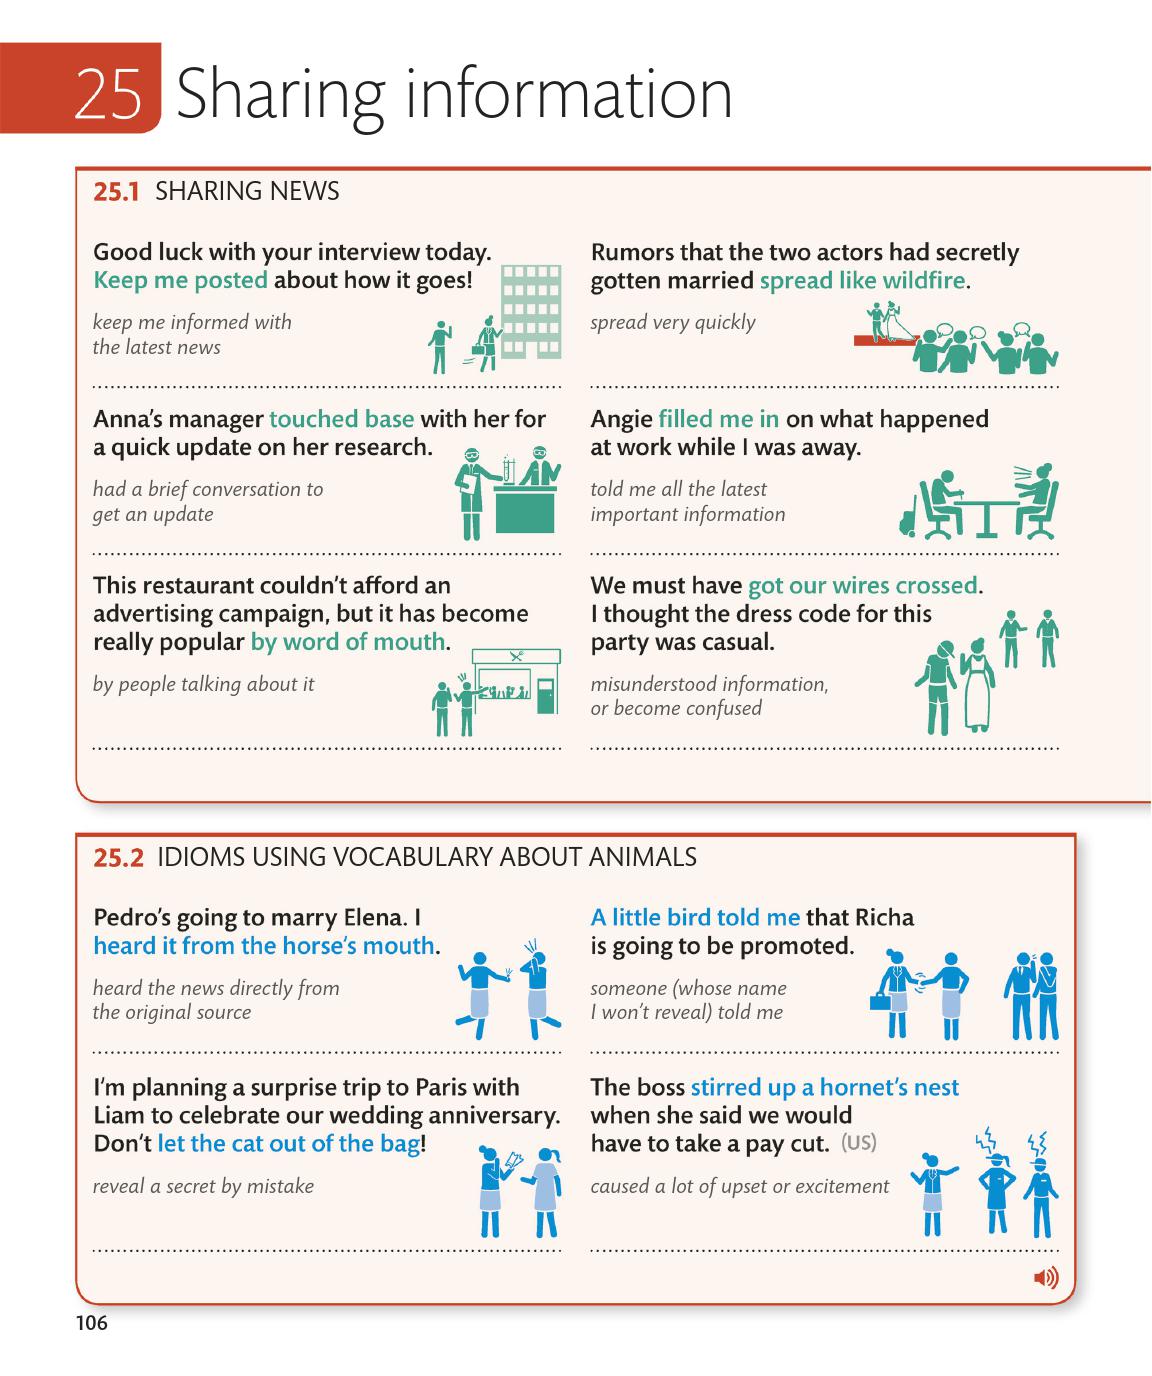 25 Sharing information
25.1 SHARING NEWS
Good luck with your interview today.
Keep me posted about how it goes!
keep me informed with
the latest news
Rumors that the two actors had secretly
gotten married spread like wildfire.
spread very quickly
Anna's manager touched base with her for
a quick update on her research.
had a brief conversation to
get an update
Angie filled me in on what happened
at work while I was away.
told me all the latest
important information
This restaurant couldn't afford an
advertising campaign, but it has become
really popular by word of mouth.
by people talking about it
We must have got our wires crossed.
I thought the dress code for this
party was casual.
misunderstood information,
or become confused
25.2 IDIOMS USING VOCABULARY ABOUT ANIMALS
Pedro's going to marry Elena. I
heard it from the horse's mouth.
heard the news directly from
the original source
A little bird told me that Richa
is going to be promoted.
someone (whose name
I won't reveal) told me
I'm planning a surprise trip to Paris with
Liam to celebrate our wedding anniversary.
Don't let the cat out of the bag!
reveal a secret by mistake
The boss stirred up a hornet's nest
when she said we would
have to take a pay cut. (US)
caused a lot of upset or excitement
106